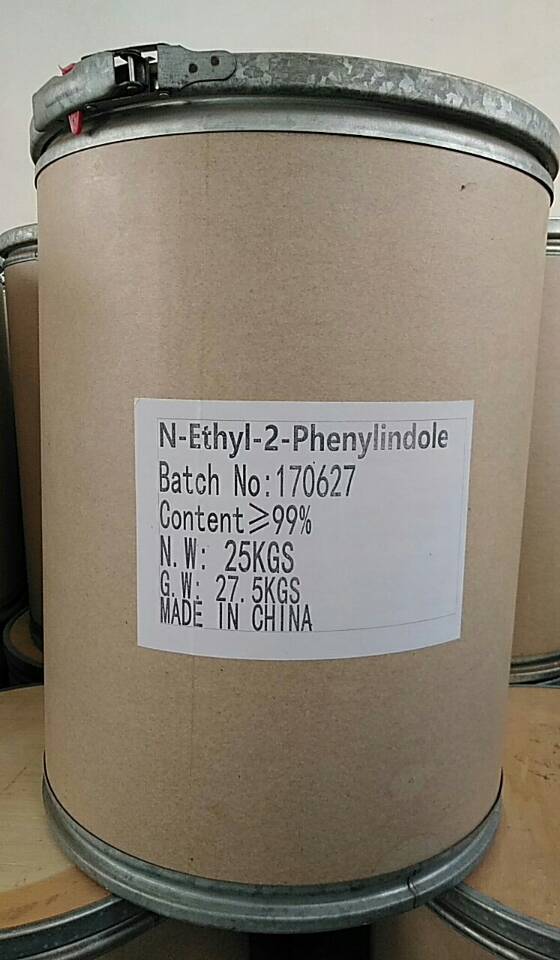 N-Ethyl-2-Phenylindole
Batch No:170627
Content≥99%
N.W: 25KGS
G.W: 27.5KGS
MADE IN CHINA